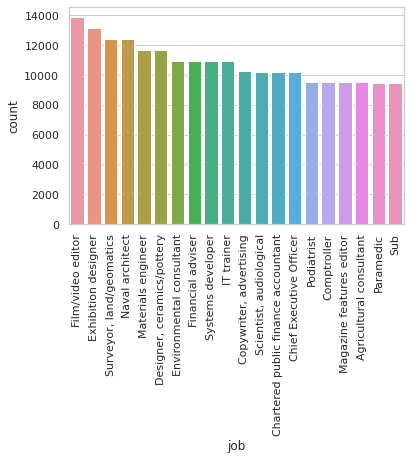 14000
12000
10000
8000
6000
4000
2000
0
count
Film/video editor
Exhibition designer
Surveyor, land/geomatics
Naval architect
Materials engineer
Designer, ceramics/pottery
Environmental consultant
Financial adviser
Systems developer
IT trainer
Copywriter, advertising
Scientist, audiological
Chartered public finance accountant
Chief Executive Officer
Podiatrist
Comptroller
Magazine features editor
Agricultural consultant
Paramedic
Sub
job